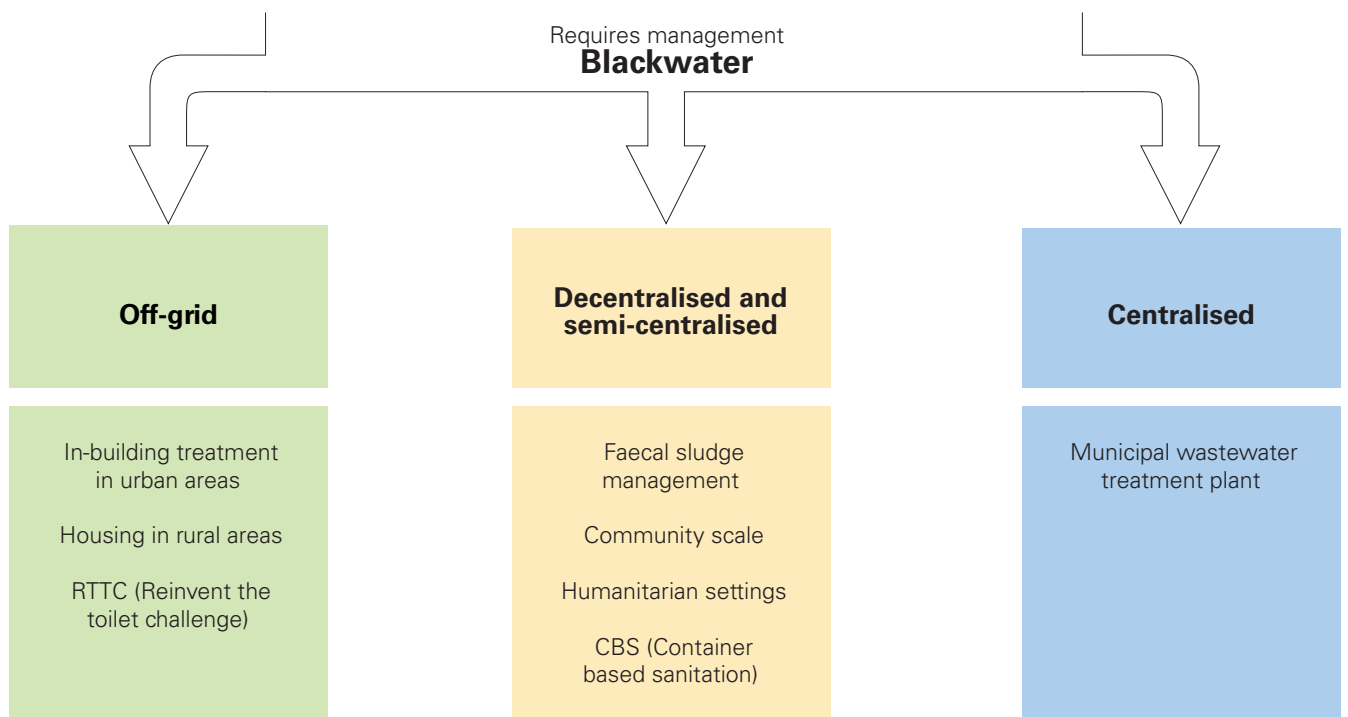 Requires management
Blackwater
Off-grid
In-building treatment
in urban areas
Housing in rural areas
RTTC (Reinvent the
toilet challenge)
Decentralised and
semi-centralised
Faecal sludge
management
Community scale
Humanitarian settings
CBS (Container
based sanitation)
Centralised
Municipal wastewater
treatment plant